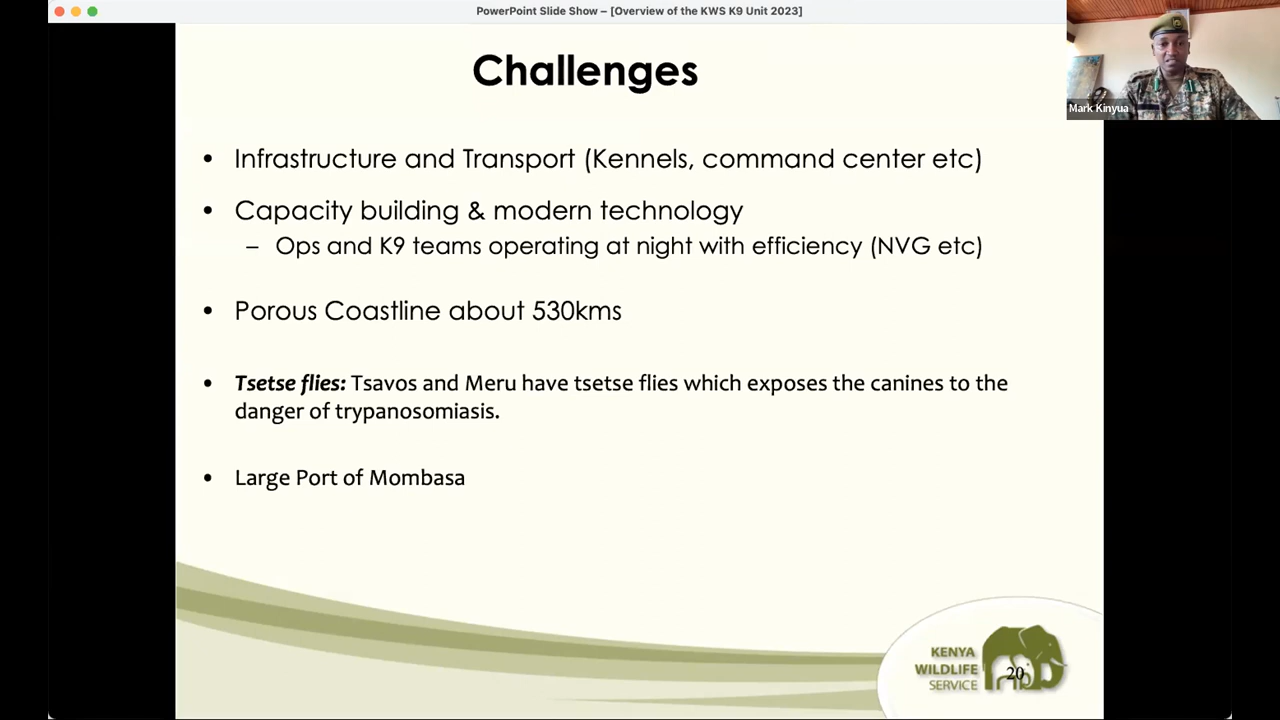 PowerPoint Slide Show – [Overview of the KWS K9 Unit 2023]
Mark Kinyua
Challenges
• Infrastructure and Transport (Kennels, command center etc)
• Capacity building & modern technology
– Ops and K9 teams operating at night with efficiency (NVG etc)
• Porous Coastline about 530kms
• Tsetse flies: Tsavos and Meru have tsetse flies which exposes the canines to the
danger of trypanosomiasis.
• Large Port of Mombasa
KENYA
WILDLIFE
SERVICE
20